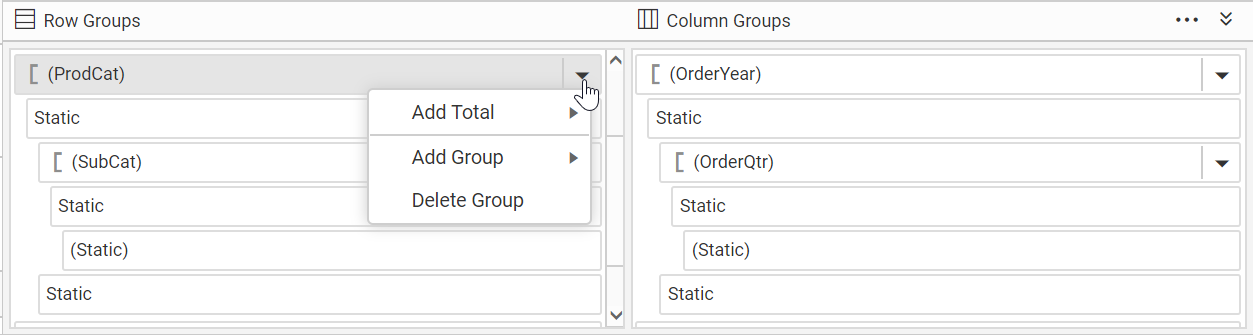 Row Groups
(ProdCat)
Add Total
Add Group
Delete Group
Static
(SubCat)
Static
(Static)
Static
Column Groups
(OrderYear)
Static
(OrderQtr)
Static
(Static)
Static